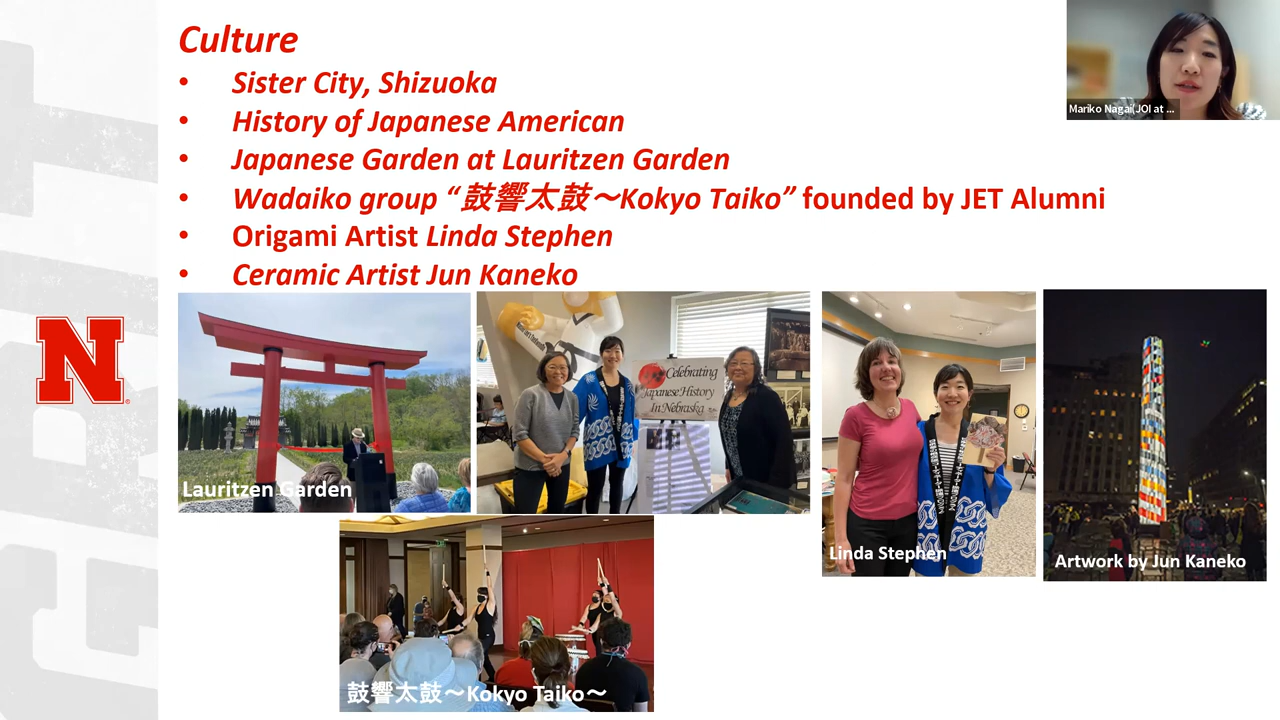 Culture
• Sister City, Shizuoka
• History of Japanese American
• Japanese Garden at Lauritzen Garden
• Wadaiko group “鼓響太鼓～Kokyo Taiko” founded by JET Alumni
• Origami Artist Linda Stephen
• Ceramic Artist Jun Kaneko
Mariko Nagai(JOI at ...
N
Lauritzen Garden
Celebrating
Japanese History
In Nebraska
Linda Stephen
Artwork by Jun Kaneko
鼓響太鼓～Kokyo Taiko～